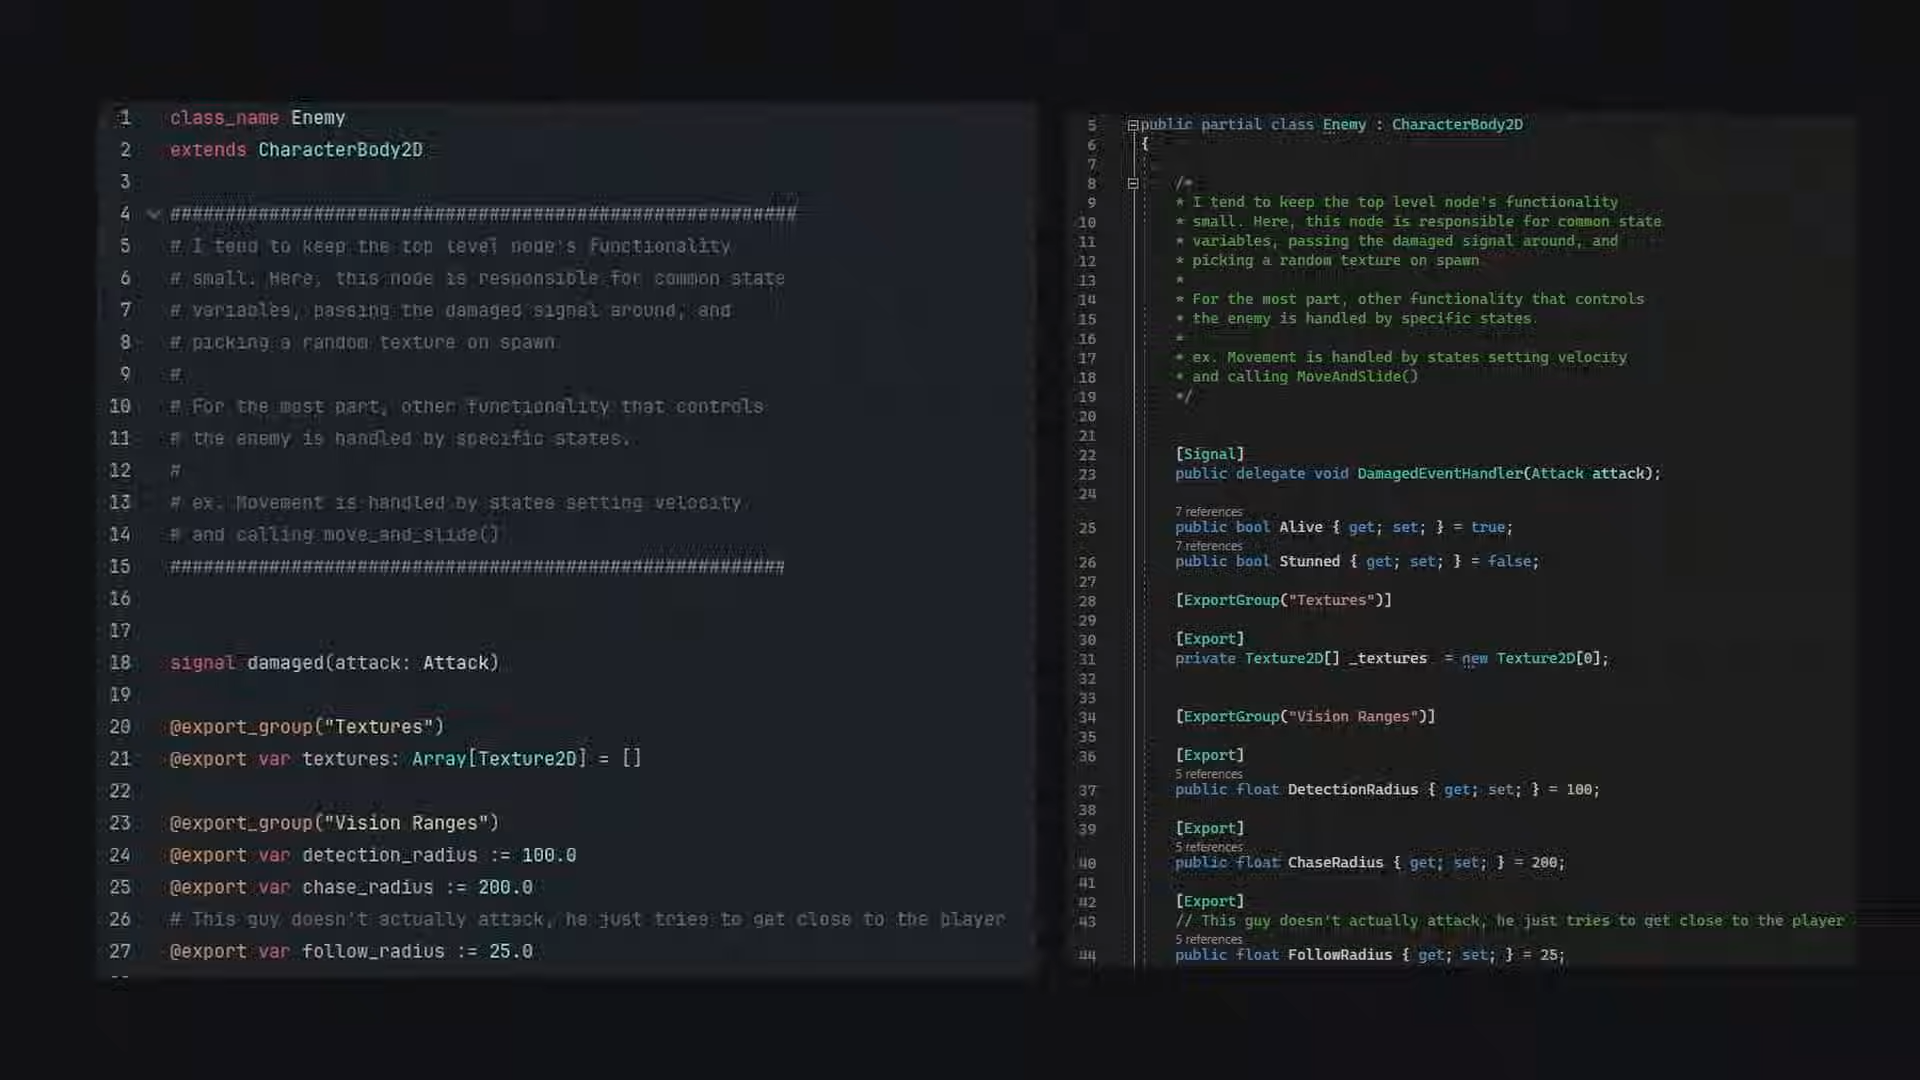 1 class_name Enemy
2 extends CharacterBody2D
3
4 #########################################################
5 # I tend to keep the top level node's functionality
6 # small. Here, this node is responsible for common state
7 # variables, passing the damaged signal around, and
8 # picking a random texture on spawn
9 #
10 # For the most part, other functionality that controls
11 # the enemy is handled by specific states.
12 #
13 # ex. Movement is handled by states setting velocity
14 # and calling move_and_slide()
15 ########################################################
16
17
18 signal damaged(attack: Attack)
19
20 @export_group("Textures")
21 @export var textures: Array[Texture2D] = []
22
23 @export_group("Vision Ranges")
24 @export var detection_radius := 100.0
25 @export var chase_radius := 200.0
26 # This guy doesn't actually attack, he just tries to get close to the player
27 @export var follow_radius := 25.0
5 public partial class Enemy : CharacterBody2D
6 {
7
8 /*
9 * I tend to keep the top level node's functionality
10 * small. Here, this node is responsible for common state
11 * variables, passing the damaged signal around, and
12 * picking a random texture on spawn
13 *
14 * For the most part, other functionality that controls
15 * the enemy is handled by specific states.
16 *
17 * ex. Movement is handled by states setting velocity
18 * and calling MoveAndSlide()
19 */
20
21
22 [Signal]
23 public delegate void DamagedEventHandler(Attack attack);
24
7 references
25 public bool Alive { get; set; } = true;
7 references
26 public bool Stunned { get; set; } = false;
27
28 [ExportGroup("Textures")]
29
30 [Export]
31 private Texture2D[] _textures = new Texture2D[0];
32
33
34 [ExportGroup("Vision Ranges")]
35
36 [Export]
5 references
37 public float DetectionRadius { get; set; } = 100;
38
39 [Export]
5 references
40 public float ChaseRadius { get; set; } = 200;
41
42 [Export]
43 // This guy doesn't actually attack, he just tries to get close to the player
5 references
44 public float FollowRadius { get; set; } = 25;